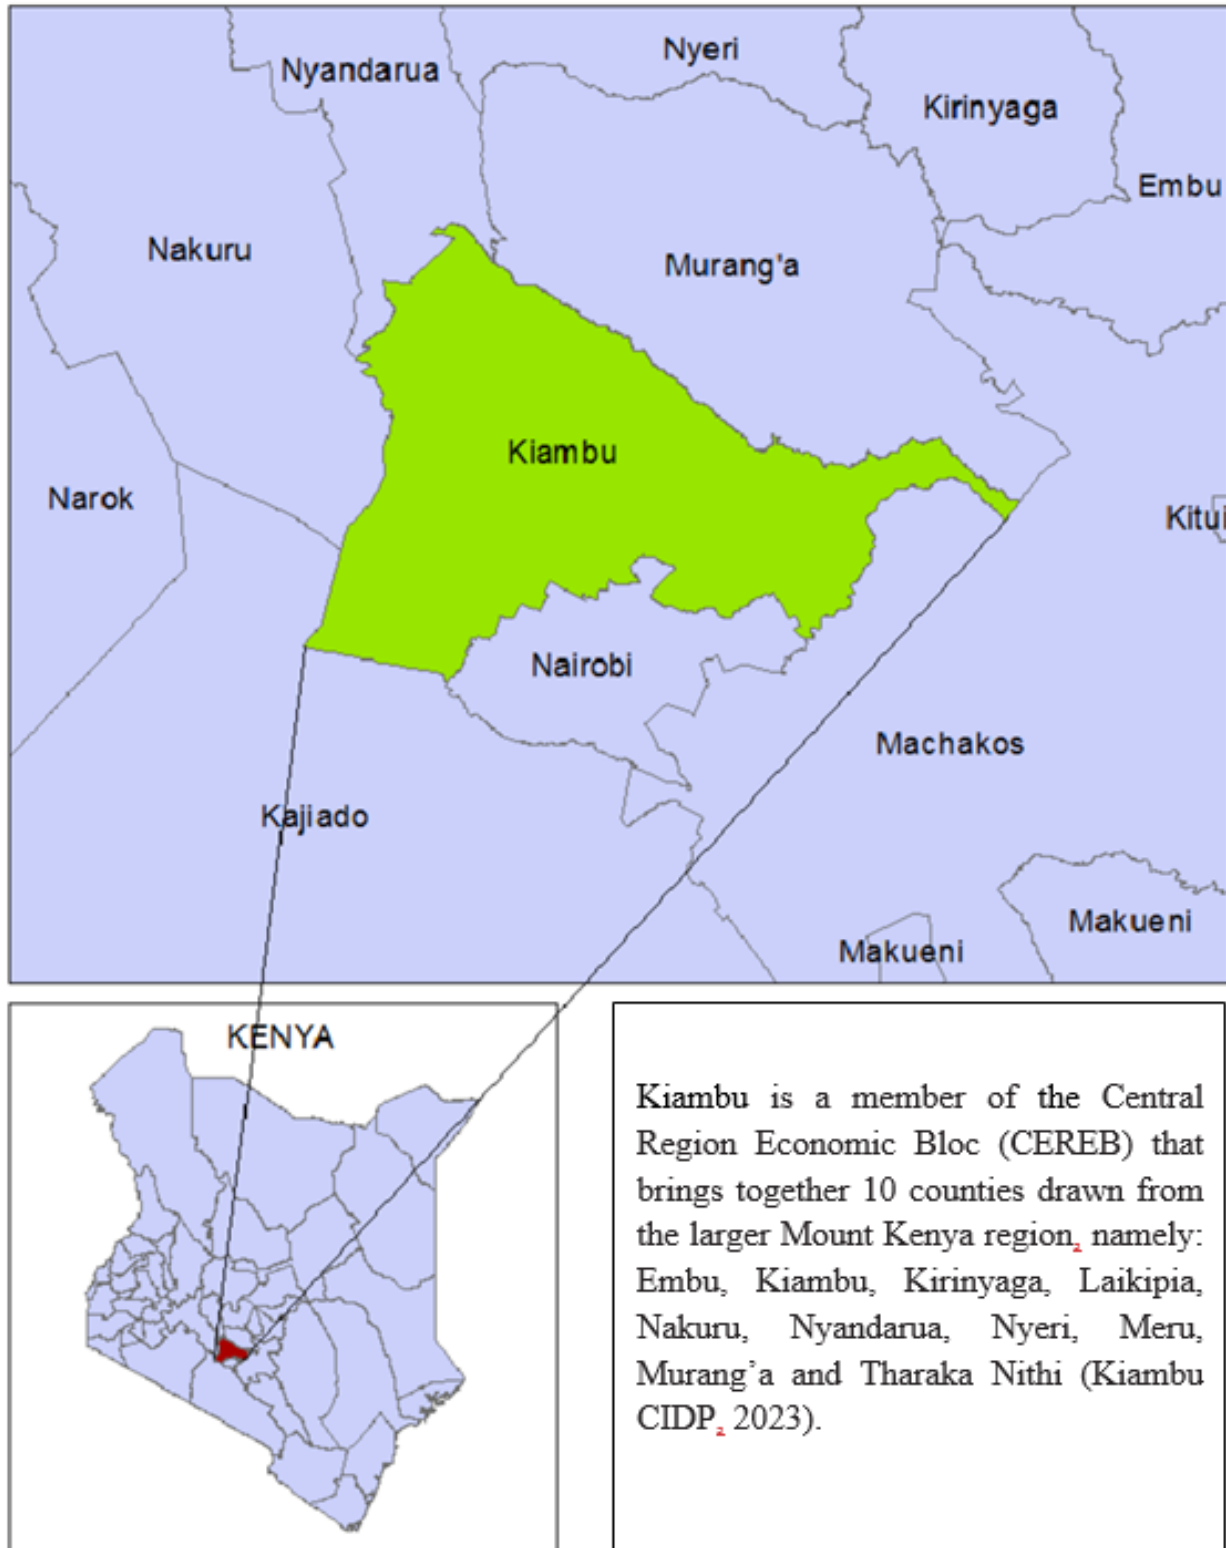 Nyeri
Nyandarua
Kirinyaga
Embu
Nakuru
Murang'a
Kiambu
Narok
Kitui
Nairobi
Machakos
Kajiado
Makueni
Makueni
KENYA
Kiambu is a member of the Central
Region Economic Bloc (CEREB) that
brings together 10 counties drawn from
the larger Mount Kenya region, namely:
Embu, Kiambu, Kirinyaga, Laikipia,
Nakuru, Nyandarua, Nyeri, Meru,
Murang’a and Tharaka Nithi (Kiambu
CIDP, 2023).